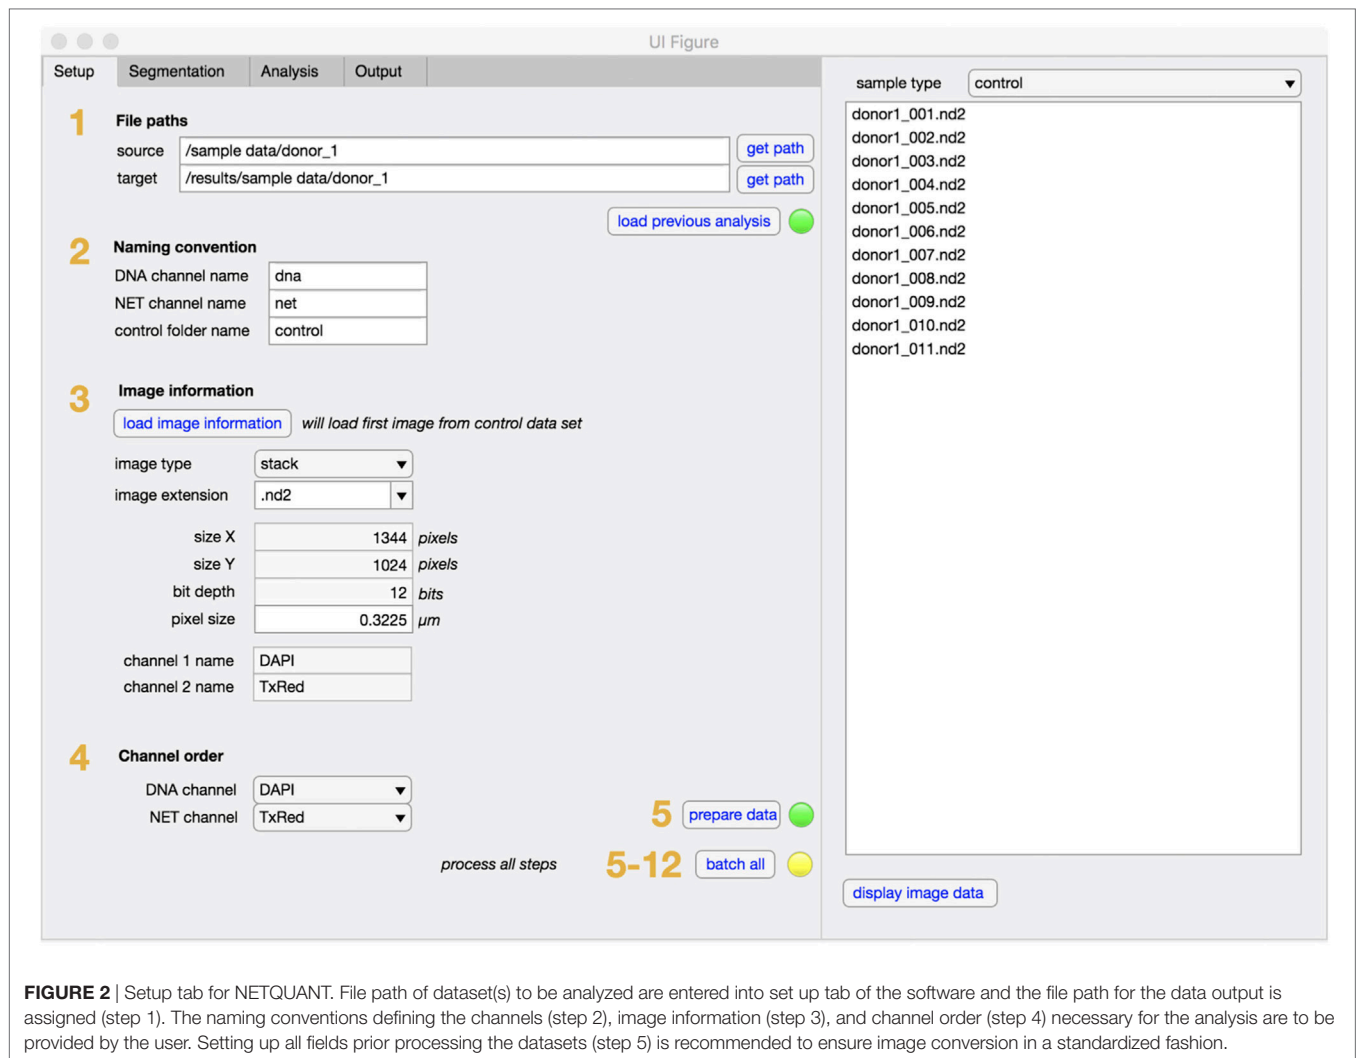 UI Figure
Setup Segmentation Analysis Output
1 File paths
source /sample data/donor_1 get path
target /results/sample data/donor_1 get path
load previous analysis
2 Naming convention
DNA channel name dna
NET channel name net
control folder name control
3 Image information
load image information will load first image from control data set
image type stack
image extension .nd2
size X 1344 pixels
size Y 1024 pixels
bit depth 12 bits
pixel size 0.3225 µm
channel 1 name DAPI
channel 2 name TxRed
4 Channel order
DNA channel DAPI
NET channel TxRed
5 prepare data
process all steps 5-12 batch all
sample type control
donor1_001.nd2
donor1_002.nd2
donor1_003.nd2
donor1_004.nd2
donor1_005.nd2
donor1_006.nd2
donor1_007.nd2
donor1_008.nd2
donor1_009.nd2
donor1_010.nd2
donor1_011.nd2
display image data
FIGURE 2 | Setup tab for NETQUANT. File path of dataset(s) to be analyzed are entered into set up tab of the software and the file path for the data output is
assigned (step 1). The naming conventions defining the channels (step 2), image information (step 3), and channel order (step 4) necessary for the analysis are to be
provided by the user. Setting up all fields prior processing the datasets (step 5) is recommended to ensure image conversion in a standardized fashion.